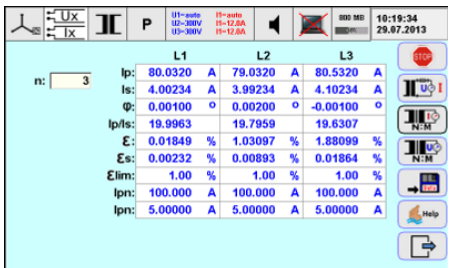 Ux
Ix
P
U1=auto I1=auto
U2=300V I1=12.0A
U3=300V I1=12.0A
800 MB
10:19:34
29.07.2013
L1 L2 L3
n: 3
Ip: 80.0320 A 79.0320 A 80.5320 A
Is: 4.00234 A 3.99234 A 4.10234 A
φ: 0.00100 o 0.00200 o -0.00100 o
Ip/Is: 19.9963 19.7959 19.6307
Ɛ: 0.01849 % 1.03097 % 1.88099 %
Ɛs: 0.00232 % 0.00893 % 0.01864 %
Ɛlim: 1.00 % 1.00 % 1.00 %
Ipn: 100.000 A 100.000 A 100.000 A
Ipn: 5.00000 A 5.00000 A 5.00000 A
STOP
U I
I
N:M
U
N:M
Help